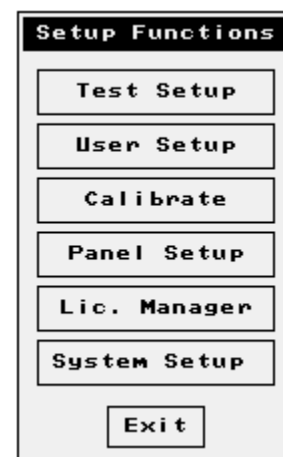 Setup Functions
Test Setup
User Setup
Calibrate
Panel Setup
Lic. Manager
System Setup
Exit